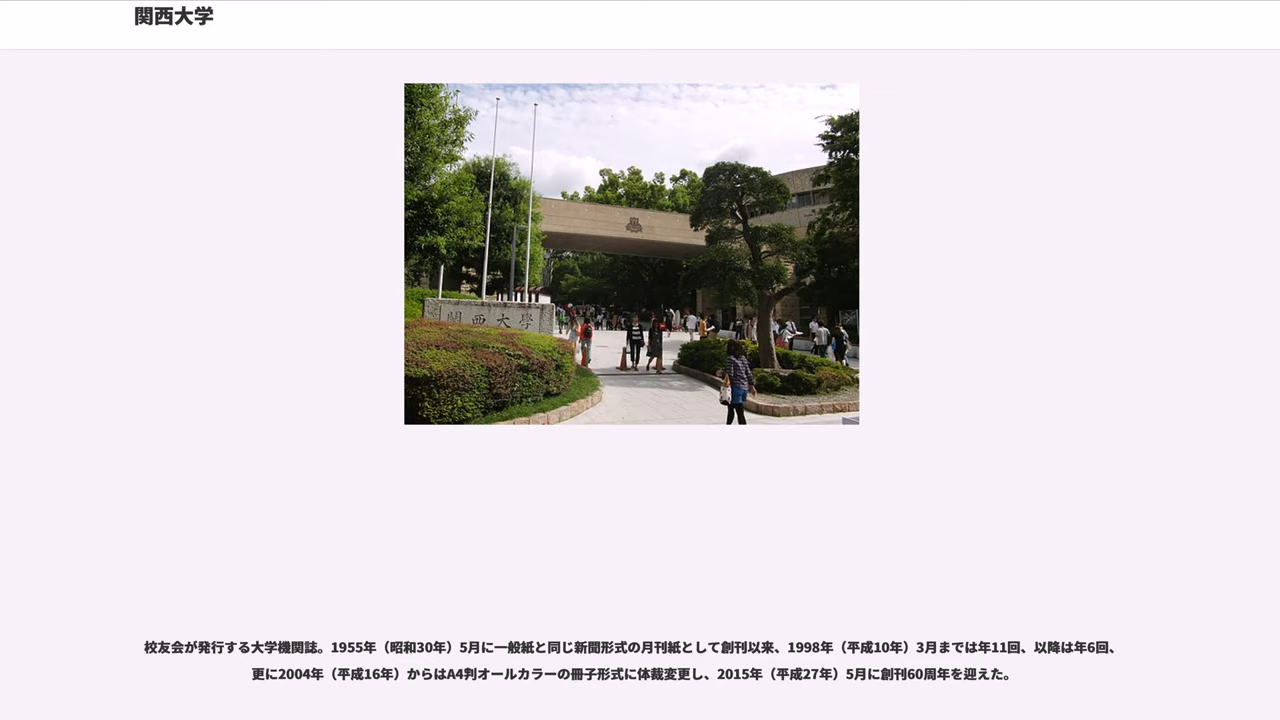 関西大学
関西大學
校友会が発行する大学機関誌。1955年（昭和30年）5月に一般紙と同じ新聞形式の月刊紙として創刊以来、1998年（平成10年）3月までは年11回、以降は年6回、
更に2004年（平成16年）からはA4判オールカラーの冊子形式に体裁変更し、2015年（平成27年）5月に創刊60周年を迎えた。